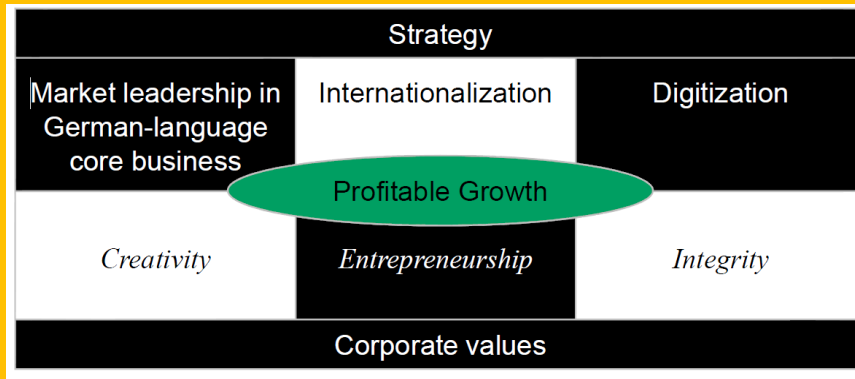 Strategy
Market leadership in
German-language
core business
Internationalization
Digitization
Profitable Growth
Creativity
Entrepreneurship
Integrity
Corporate values